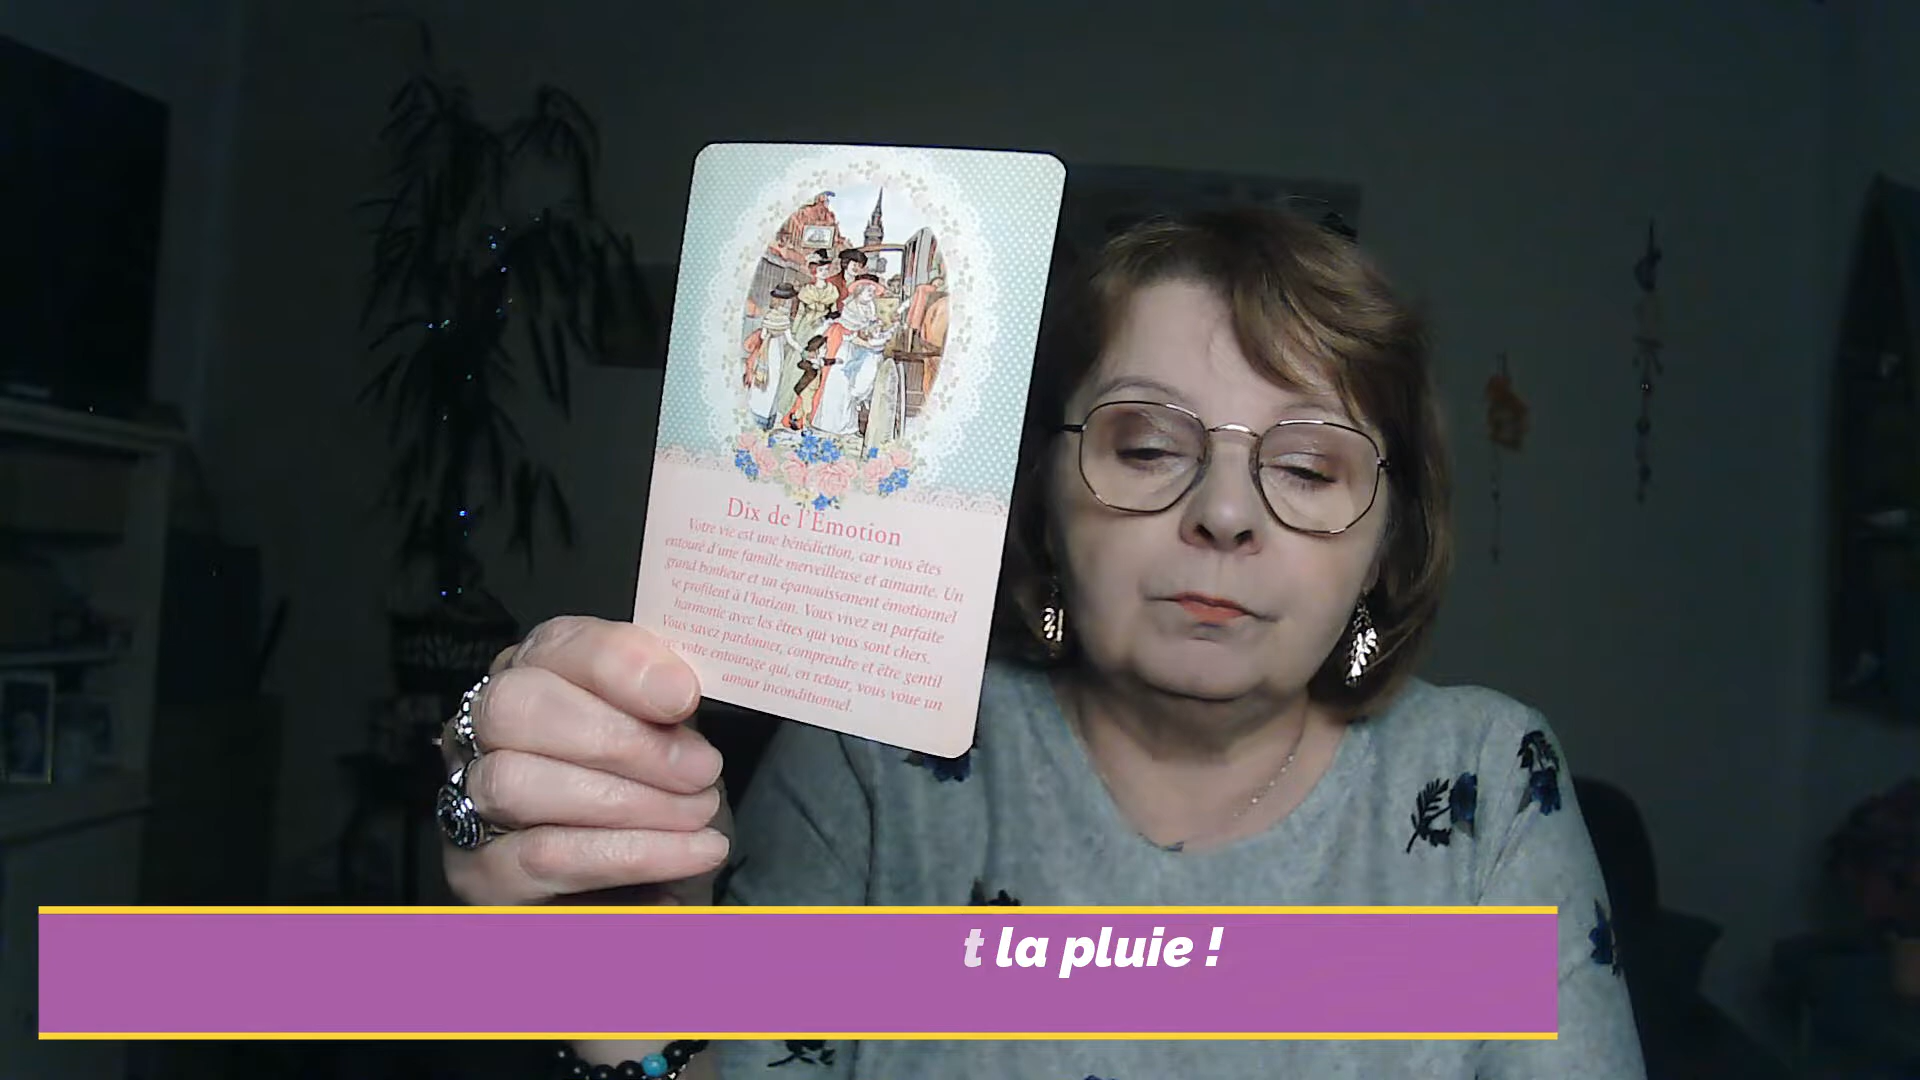 Dix de l'Émotion
Votre vie est une bénédiction, car vous êtes
entouré d'une famille merveilleuse et aimante. Un
grand bonheur et un épanouissement émotionnel
se profilent à l'horizon. Vous vivez en parfaite
harmonie avec les êtres qui vous sont chers.
Vous savez pardonner, comprendre et être gentil
votre entourage qui, en retour, vous voue un
amour inconditionnel.
t la pluie !